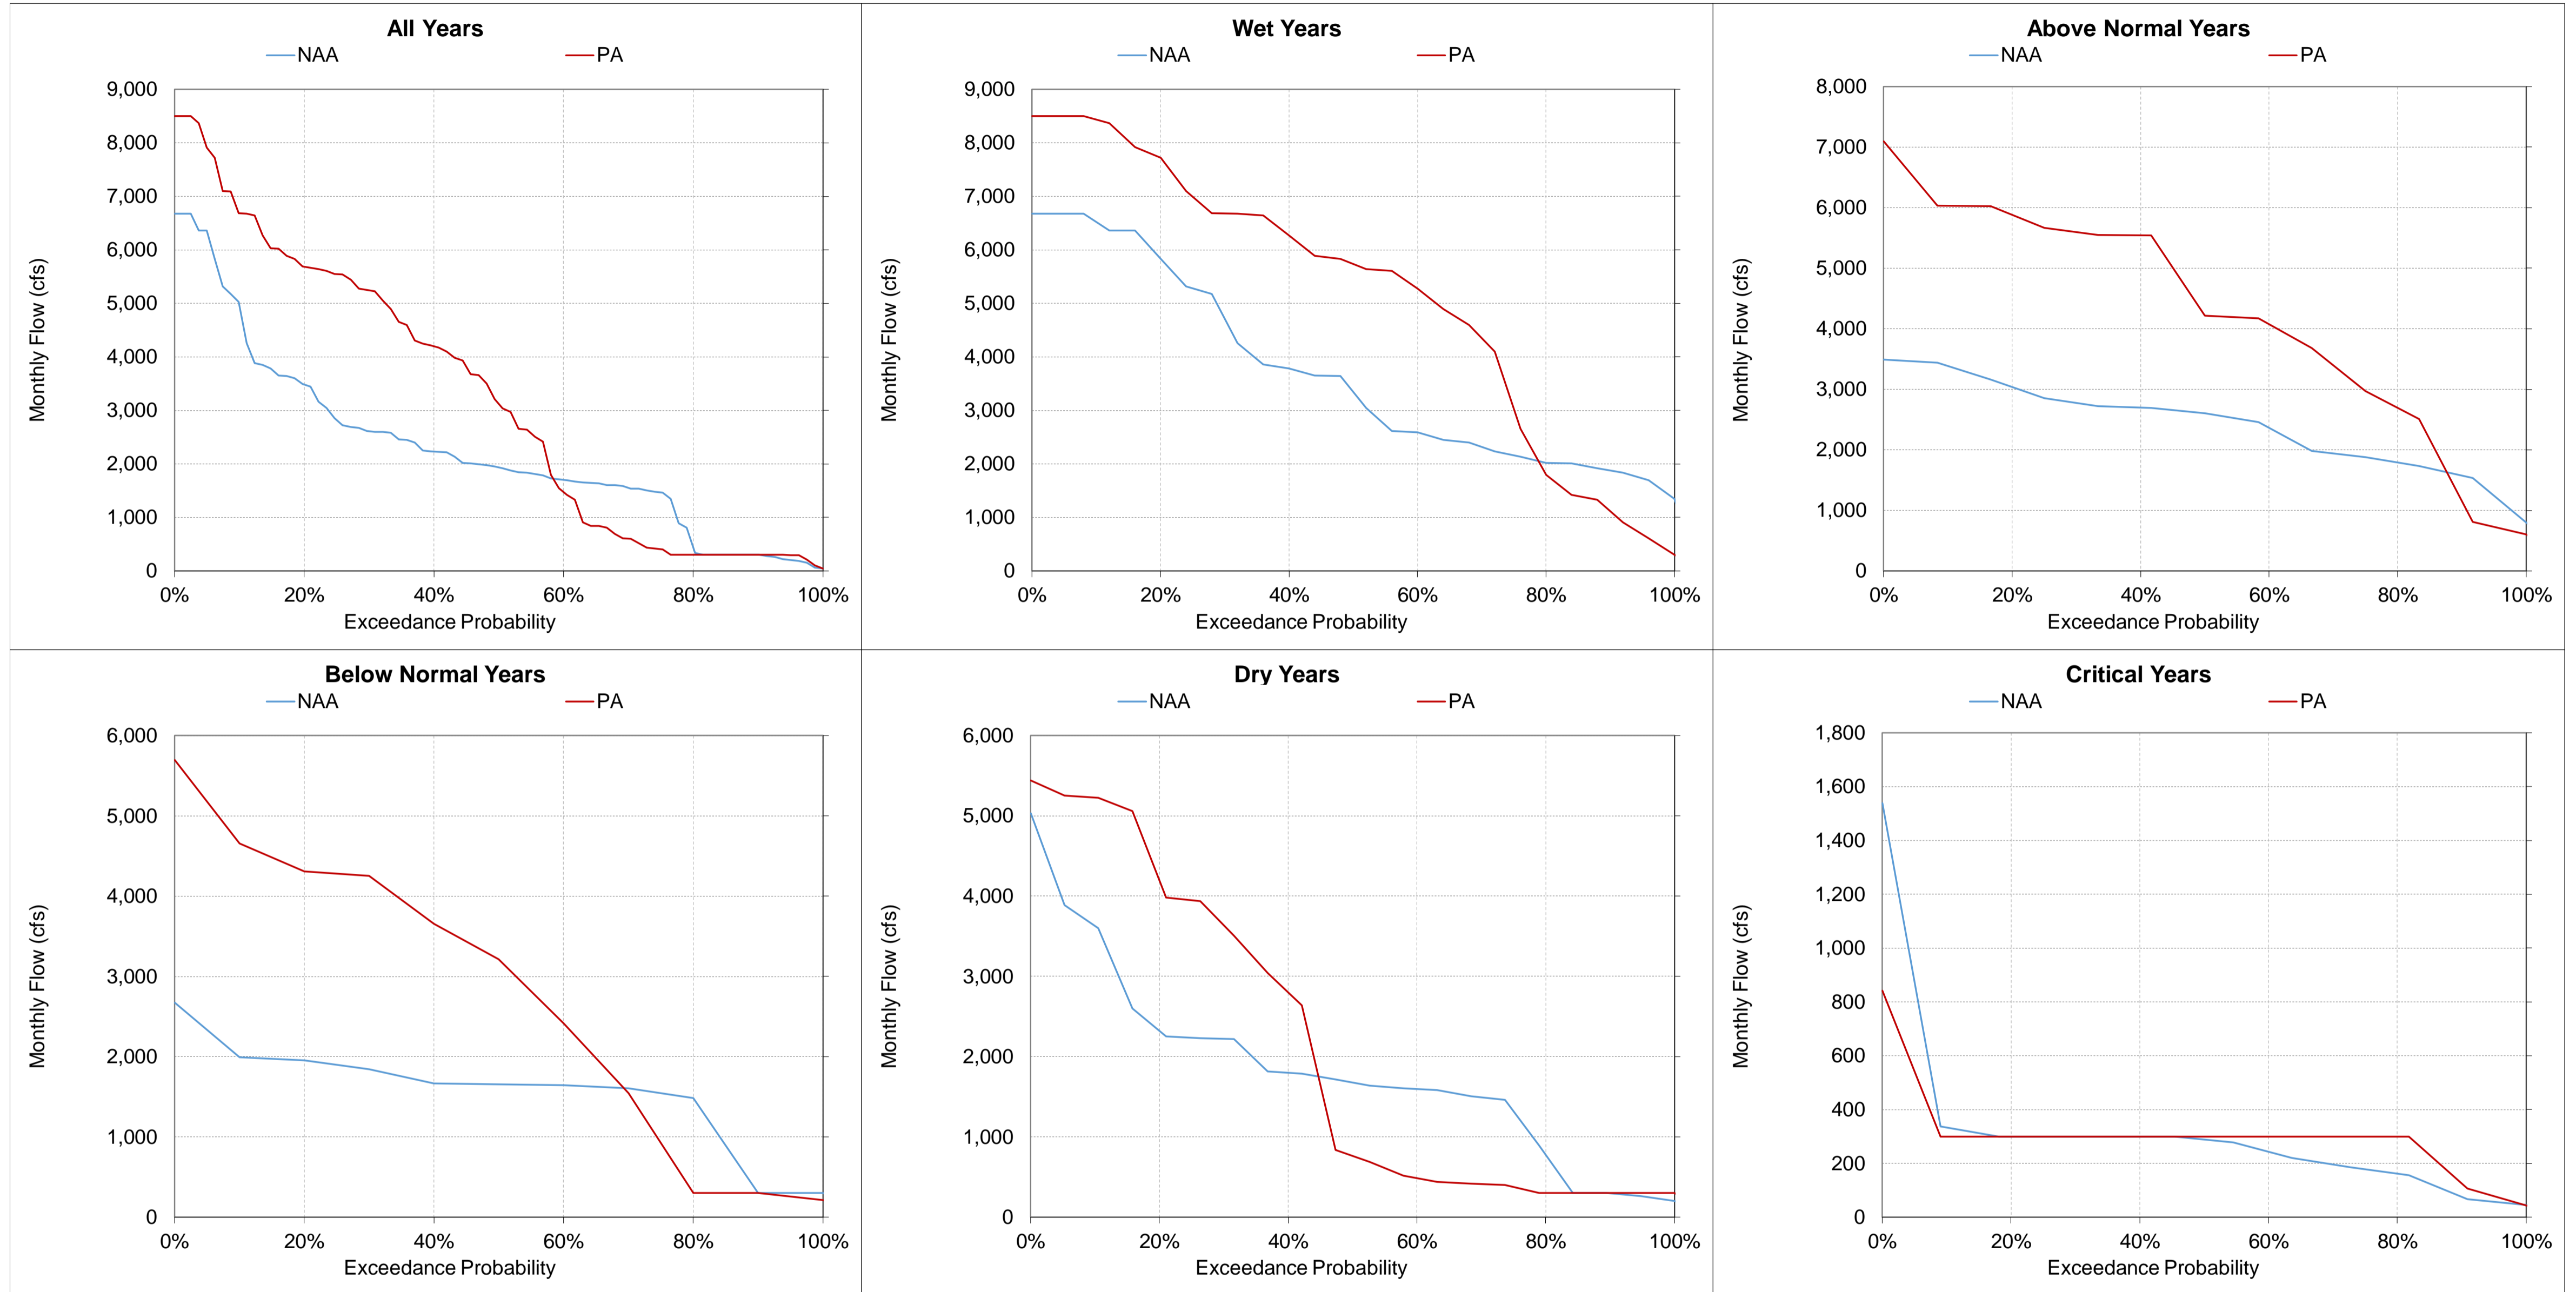 All Years
NAA PA
9,000
8,000
7,000
6,000
5,000
4,000
3,000
2,000
1,000
0
Monthly Flow (cfs)
0% 20% 40% 60% 80% 100%
Exceedance Probability
Wet Years
NAA PA
9,000
8,000
7,000
6,000
5,000
4,000
3,000
2,000
1,000
0
Monthly Flow (cfs)
0% 20% 40% 60% 80% 100%
Exceedance Probability
Above Normal Years
NAA PA
8,000
7,000
6,000
5,000
4,000
3,000
2,000
1,000
0
Monthly Flow (cfs)
0% 20% 40% 60% 80% 100%
Exceedance Probability
Below Normal Years
NAA PA
6,000
5,000
4,000
3,000
2,000
1,000
0
Monthly Flow (cfs)
0% 20% 40% 60% 80% 100%
Exceedance Probability
Dry Years
NAA PA
6,000
5,000
4,000
3,000
2,000
1,000
0
Monthly Flow (cfs)
0% 20% 40% 60% 80% 100%
Exceedance Probability
Critical Years
NAA PA
1,800
1,600
1,400
1,200
1,000
800
600
400
200
0
Monthly Flow (cfs)
0% 20% 40% 60% 80% 100%
Exceedance Probability